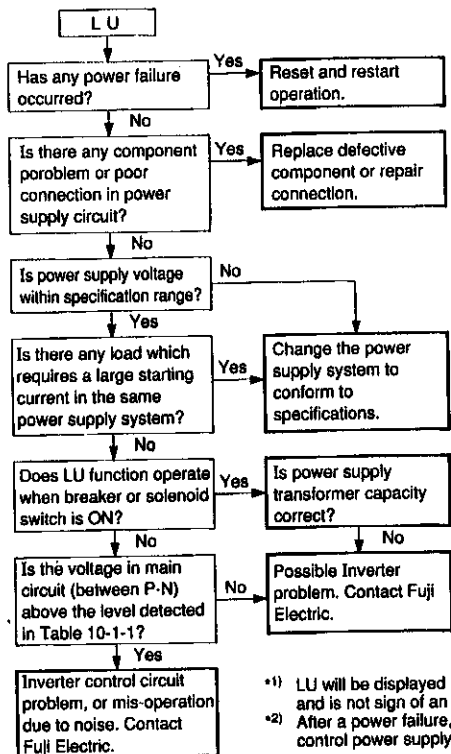 L U
Has any power failure
occurred?
Yes
Reset and restart
operation.
No
Is there any component
poroblem or poor
connection in power
supply circuit?
Yes
Replace defective
component or repair
connection.
No
Is power supply voltage
within specification range?
No
Yes
Is there any load which
requires a large starting
current in the same
power supply system?
Yes
Change the power
supply system to
conform to
specifications.
No
Does LU function operate
when breaker or solenoid
switch is ON?
Yes
Is power supply
transformer capacity
correct?
No
No
Is the voltage in main
circuit (between P·N)
above the level detected
in Table 10-1-1?
No
Possible Inverter
problem. Contact Fuji
Electric.
Yes
Inverter control circuit
problem, or mis-operation
due to noise. Contact
Fuji Electric.
*1) LU will be displayed
and is not sign of an
*2) After a power failure,
control power supply